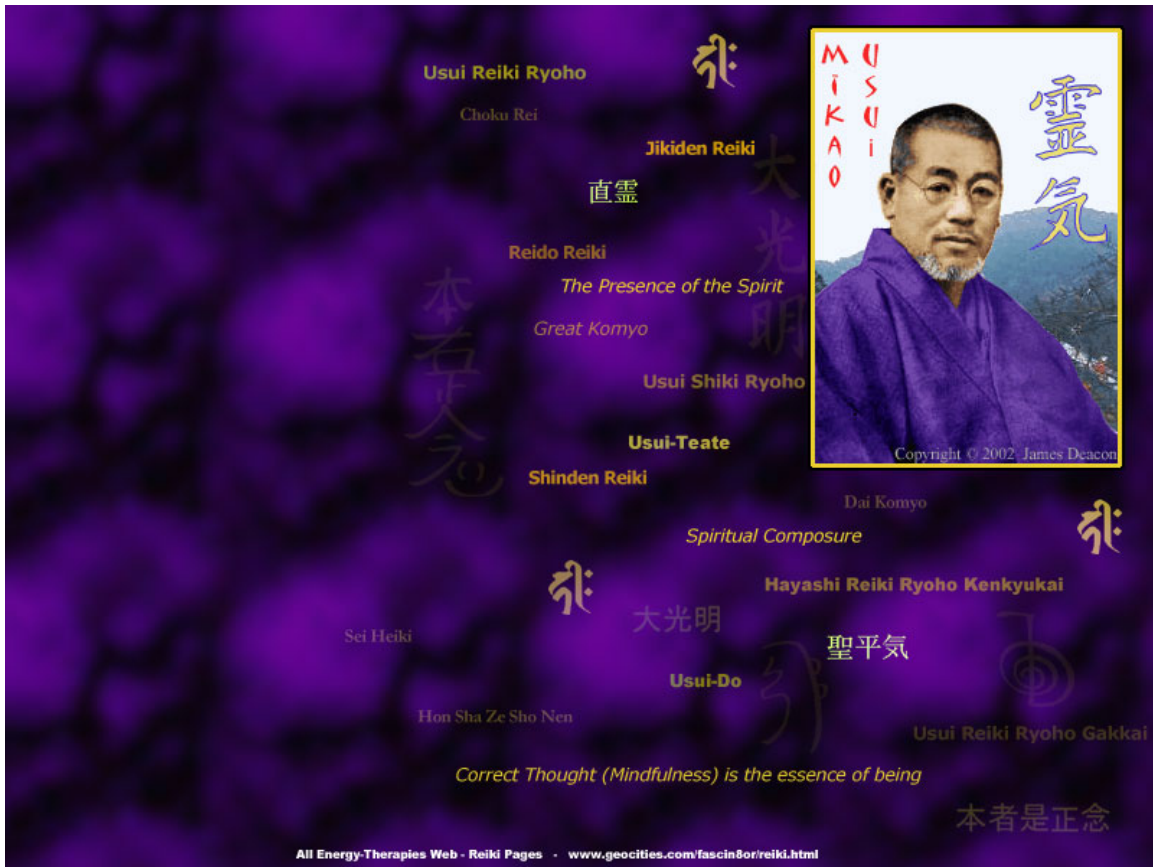 Usui Reiki Ryoho
MIKAO
USUI
靈
気
Choku Rei
Jikiden Reiki
大
光
明
直霊
Reido Reiki
The Presence of the Spirit
Great Komyo
Usui Shiki Ryoho
Usui-Teate
Copyright © 2002 James Deacon
Shinden Reiki
Dai Komyo
Spiritual Composure
Hayashi Reiki Ryoho Kenkyukai
大光明
Sei Heiki
聖平気
Usui-Do
Hon Sha Ze Sho Nen
Usui Reiki Ryoho Gakkai
Correct Thought (Mindfulness) is the essence of being
本者是正念
All Energy-Therapies Web - Reiki Pages - www.geocities.com/fascin8or/reiki.html